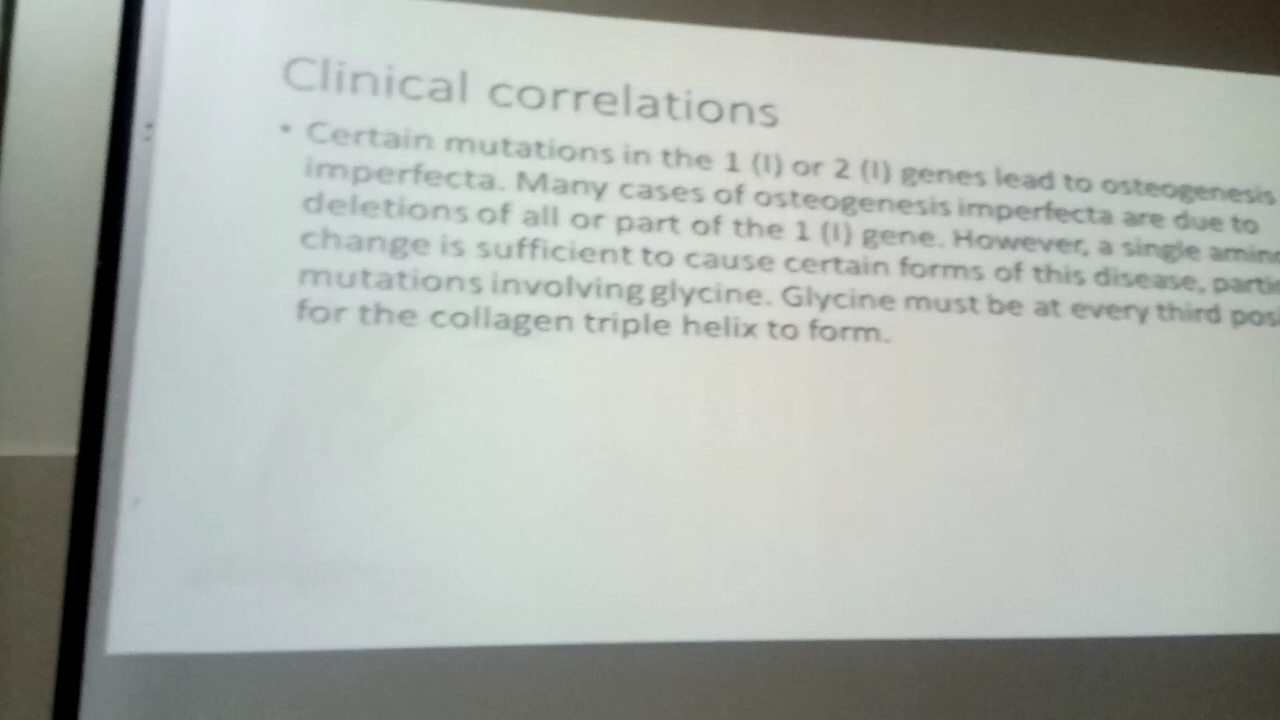 Clinical correlations
• Certain mutations in the 1 (I) or 2 (I) genes lead to osteogenesis
imperfecta. Many cases of osteogenesis imperfecta are due to
deletions of all or part of the 1 (I) gene. However, a single amino
change is sufficient to cause certain forms of this disease,
mutations involving glycine. Glycine must be at every third
for the collagen triple helix to form.